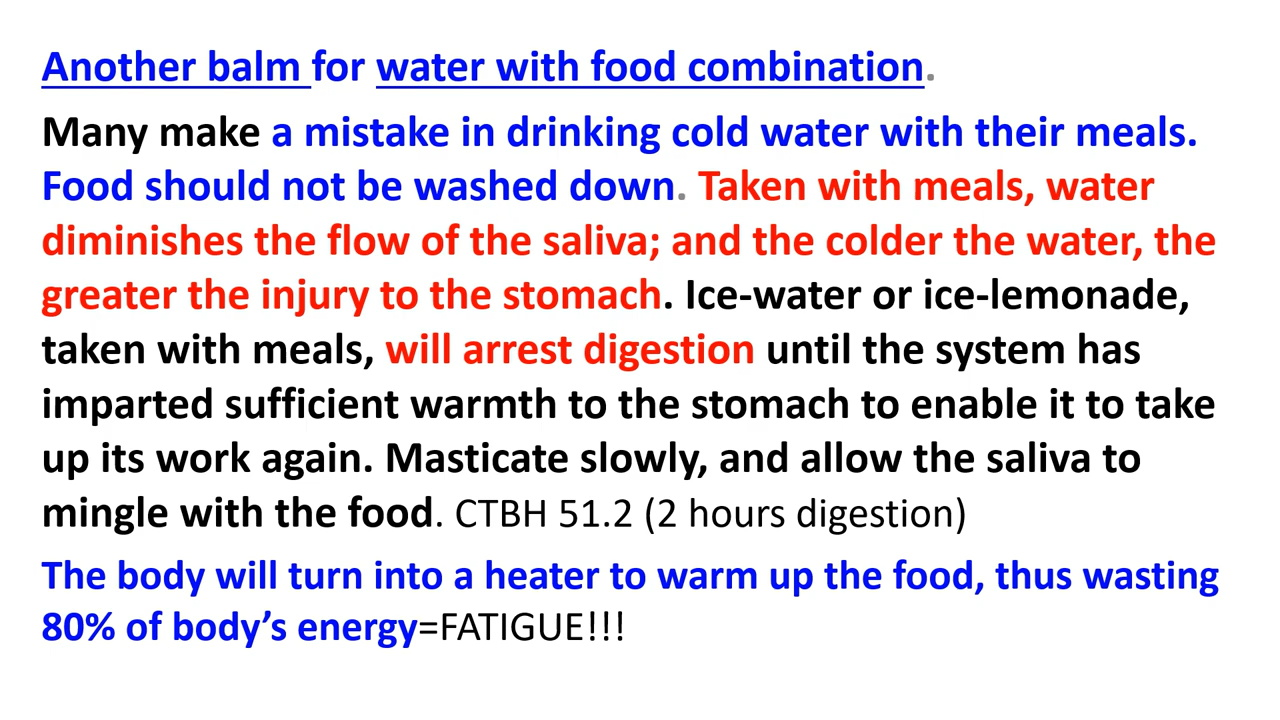 Another balm for water with food combination.
Many make a mistake in drinking cold water with their meals.
Food should not be washed down. Taken with meals, water
diminishes the flow of the saliva; and the colder the water, the
greater the injury to the stomach. Ice-water or ice-lemonade,
taken with meals, will arrest digestion until the system has
imparted sufficient warmth to the stomach to enable it to take
up its work again. Masticate slowly, and allow the saliva to
mingle with the food. CTBH 51.2 (2 hours digestion)
The body will turn into a heater to warm up the food, thus wasting
80% of body’s energy=FATIGUE!!!